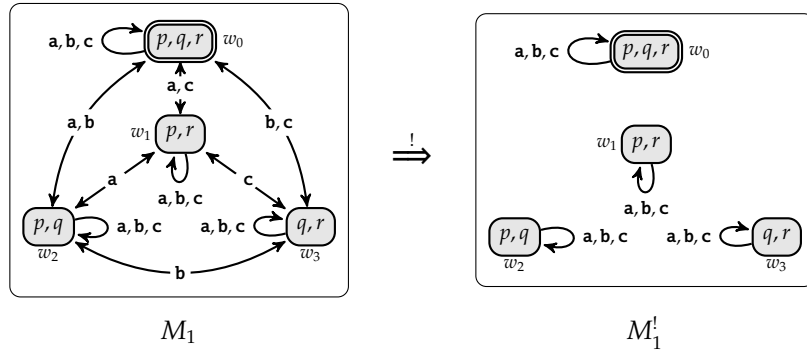 a, b, c
p, q, r
w₀
a, c
a, b
b, c
w₁
p, r
a
c
a, b, c
p, q
a, b, c
a, b, c
q, r
w₂
w₃
b
M₁
!
⇒
a, b, c
p, q, r
w₀
w₁
p, r
a, b, c
p, q
a, b, c
a, b, c
q, r
w₂
w₃
M₁!